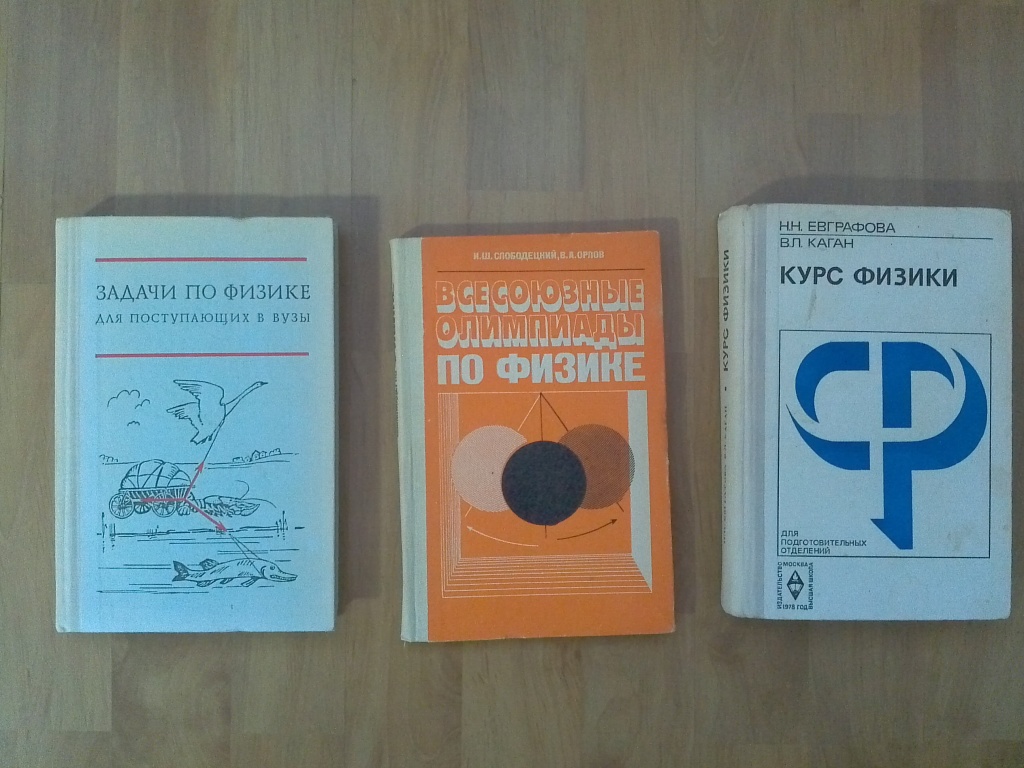 ЗАДАЧИ ПО ФИЗИКЕ
ДЛЯ ПОСТУПАЮЩИХ В ВУЗЫ
И.Ш. СЛОБОДЕЦКИЙ, В.А. ОРЛОВ
ВСЕСОЮЗНЫЕ
ОЛИМПИАДЫ
ПО ФИЗИКЕ
КУРС ФИЗИКИ
Н.Н. ЕВГРАФОВА
В.Л. КАГАН
КУРС ФИЗИКИ
ДЛЯ
ПОДГОТОВИТЕЛЬНЫХ
ОТДЕЛЕНИЙ
ИЗДАТЕЛЬСТВО
МОСКВА
1978 ГОД
ВЫСШАЯ ШКОЛА